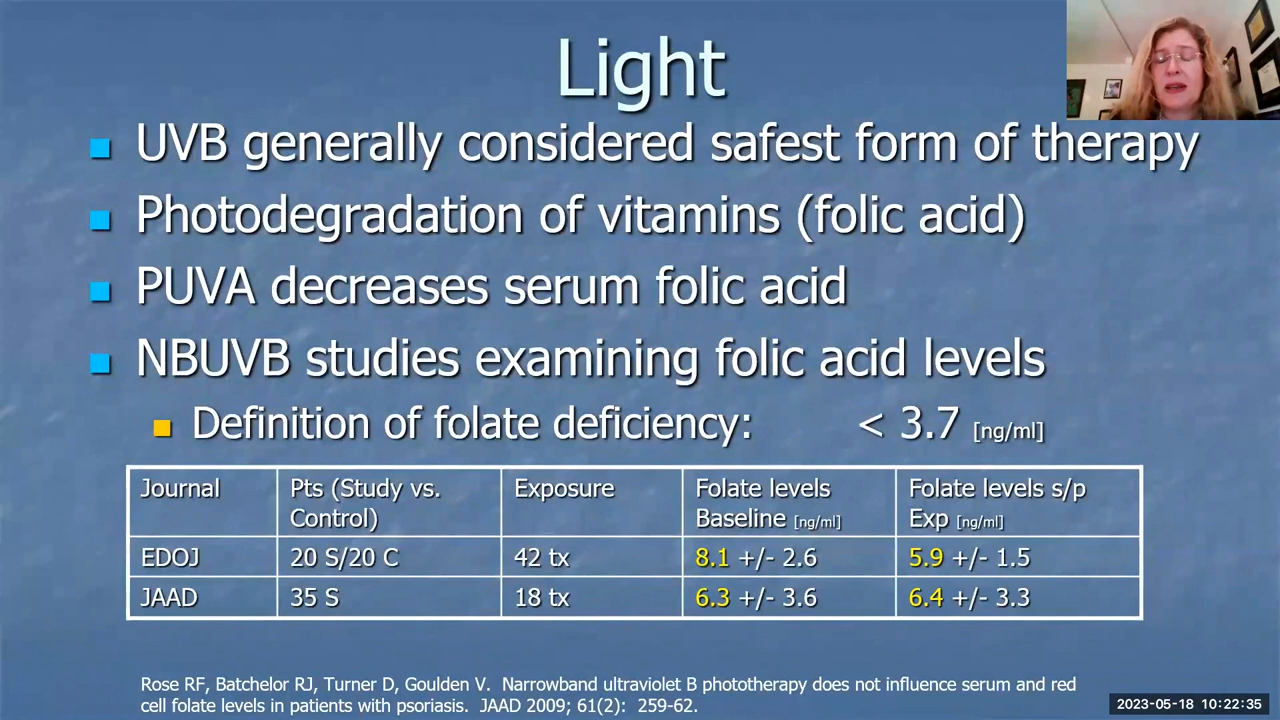 Light
UVB generally considered safest form of therapy
Photodegradation of vitamins (folic acid)
PUVA decreases serum folic acid
NBUVB studies examining folic acid levels
Definition of folate deficiency: < 3.7 [ng/ml]
Journal
Pts (Study vs.
Control)
Exposure
Folate levels
Baseline [ng/ml]
Folate levels s/p
Exp [ng/ml]
EDOJ 20 S/20 C 42 tx 8.1 +/- 2.6 5.9 +/- 1.5
JAAD 35 S 18 tx 6.3 +/- 3.6 6.4 +/- 3.3
Rose RF, Batchelor RJ, Turner D, Goulden V. Narrowband ultraviolet B phototherapy does not influence serum and red
cell folate levels in patients with psoriasis. JAAD 2009; 61(2): 259-62.
2023-05-18 10:22:35